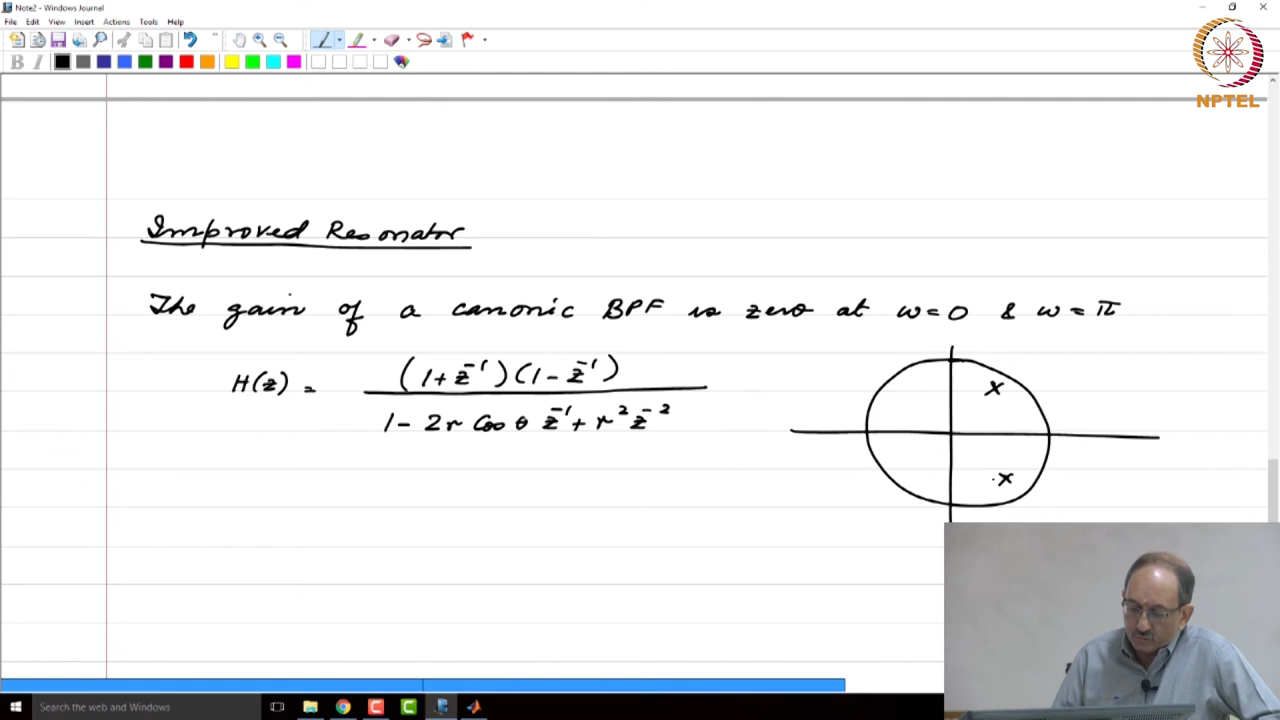 Note2 - Windows Journal
File Edit View Insert Actions Tools Help
B I
NPTEL
Improved Resonator
The gain of a canonic BPF is zero at ω=0 & ω=π
H(z) = (1+z⁻¹)(1-z⁻¹)
1-2r Cos θ z⁻¹+r²z⁻²
x
x
Search the web and Windows